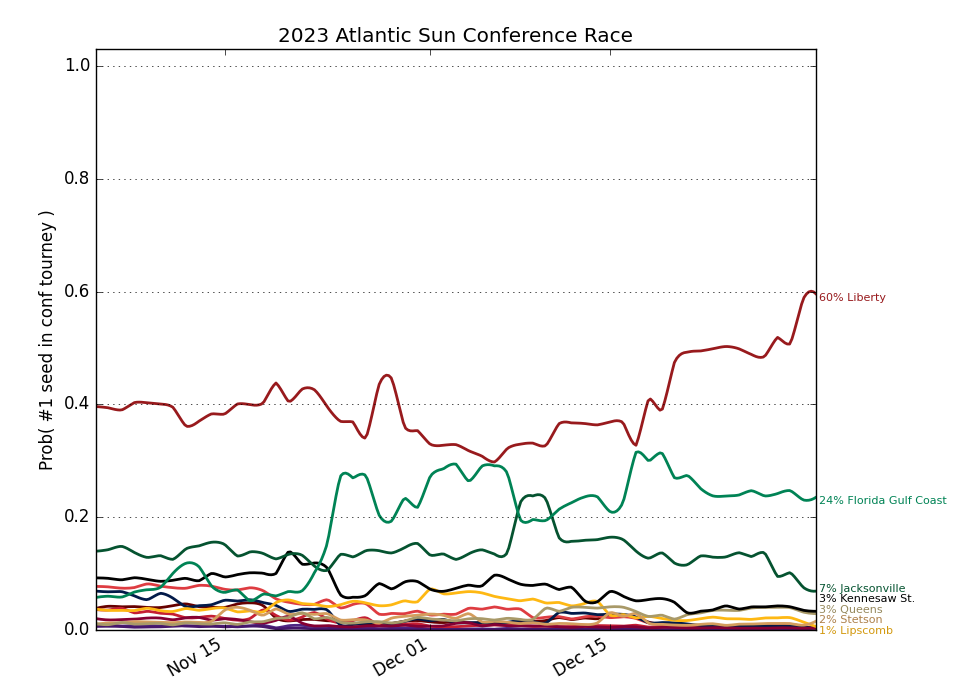 2023 Atlantic Sun Conference Race
Prob( #1 seed in conf tourney )
1.0
0.8
0.6
0.4
0.2
0.0
Nov 15
Dec 01
Dec 15
60% Liberty
24% Florida Gulf Coast
7% Jacksonville
3% Kennesaw St.
3% Queens
2% Stetson
1% Lipscomb